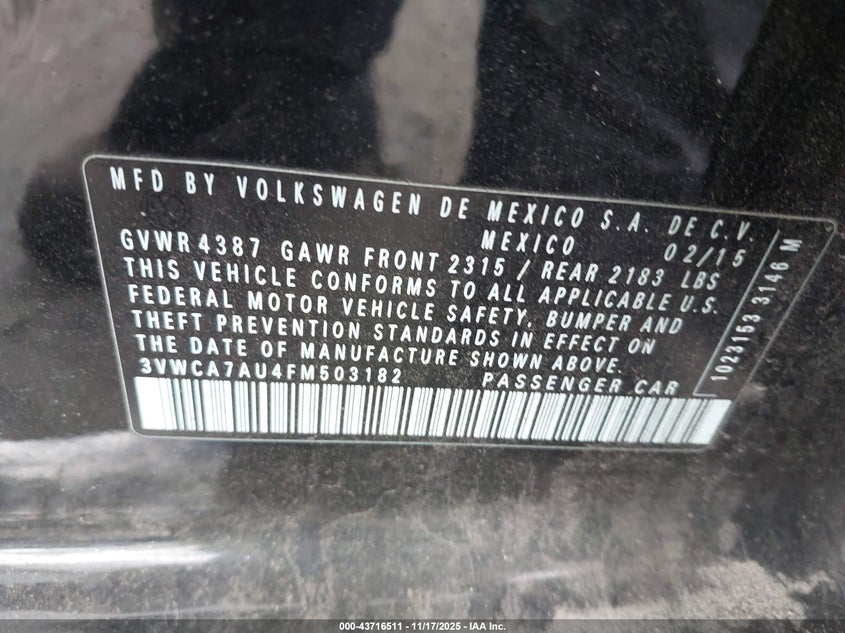 MFD BY VOLKSWAGEN DE MEXICO S.A. DE C.V.
MEXICO 02/15
GVWR 4387 GAWR FRONT 2315 / REAR 2183 LBS
THIS VEHICLE CONFORMS TO ALL APPLICABLE U.S.
FEDERAL MOTOR VEHICLE SAFETY, BUMPER AND
THEFT PREVENTION STANDARDS IN EFFECT ON
THE DATE OF MANUFACTURE SHOWN ABOVE.
3VWCA7AU4FM503182 PASSENGER CAR
1023153 3.146 M
000-43716511 - 11/17/2025 - IAA Inc.